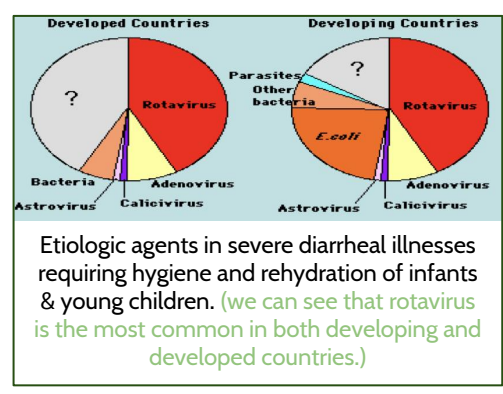 Developed Countries
?
Rotavirus
Bacteria
Adenovirus
Astrovirus
Calicivirus
Developing Countries
?
Parasites
Other
bacteria
Rotavirus
E.coli
Adenovirus
Astrovirus
Calicivirus
Etiologic agents in severe diarrheal illnesses
requiring hygiene and rehydration of infants
& young children. (we can see that rotavirus
is the most common in both developing and
developed countries.)